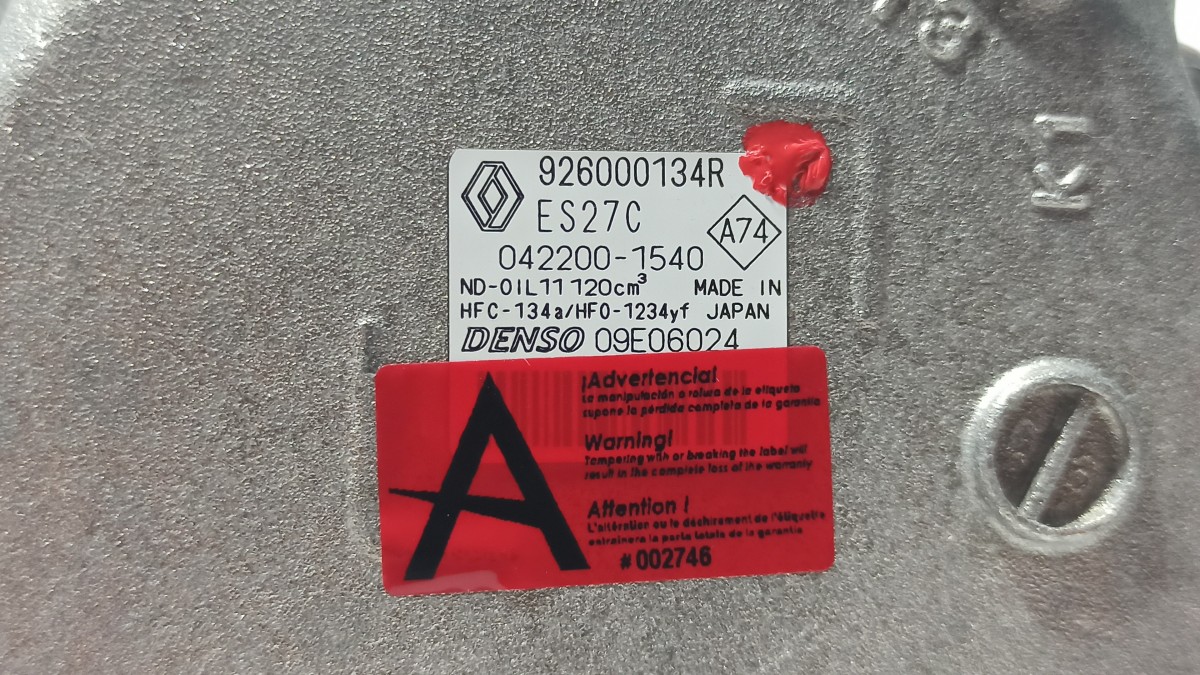 926000134R
ES27C
A74
042200-1540
ND-OIL11 120cm³ MADE IN
HFC-134a/HFO-1234yf JAPAN
DENSO 09E06024
¡Advertencia!
La manipulación o rotura de la etiqueta
supone la pérdida completa de la garantía
Warning!
Tampering with or breaking the label will
result in the complete loss of the warranty
Attention !
L'altération ou le déchirement de l'étiquette
entraînera la perte totale de la garantie
#002746
KJ